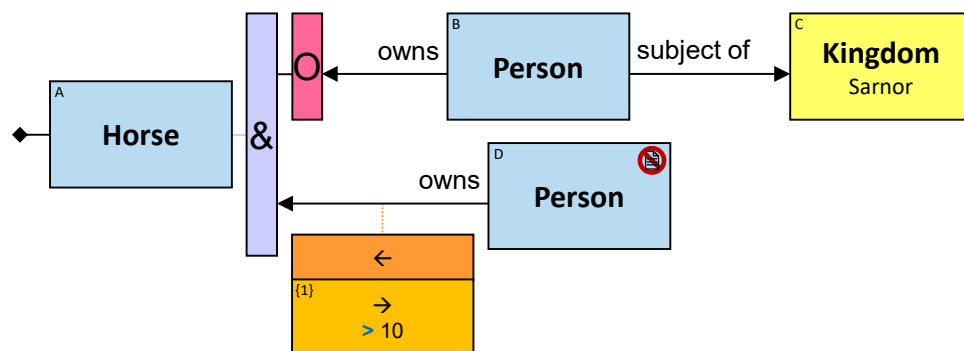 A
Horse
&
O
owns
B
Person
subject of
C
Kingdom
Sarnor
owns
D
Person
←
{1}
→
> 10